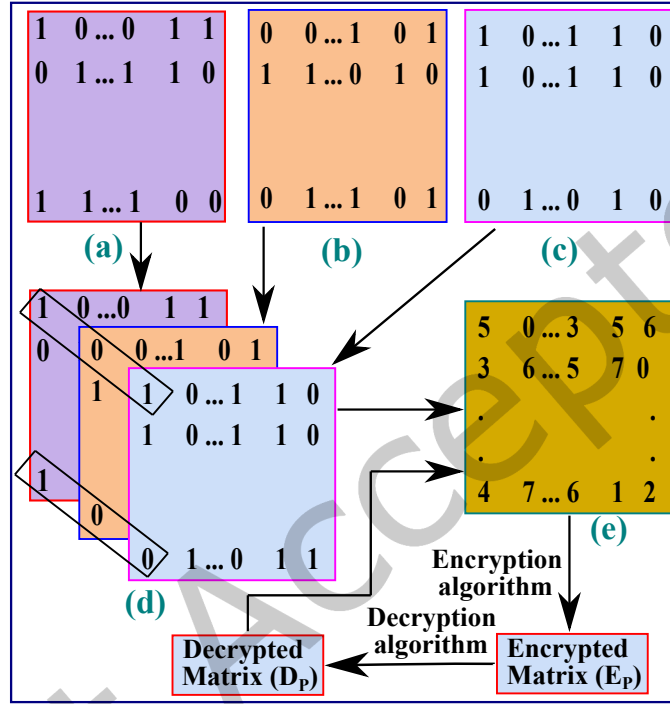 1 0 ... 0 1 1
0 1 ... 1 1 0
1 1 ... 1 0 0
(a)
0 0 ... 1 0 1
1 1 ... 0 1 0
0 1 ... 1 0 1
(b)
1 0 ... 1 1 0
1 0 ... 1 1 0
0 1 ... 0 1 0
(c)
1 0 ...0 1 1
0
1
0 0 ...1 0 1
1
0
1 0 ... 1 1 0
1 0 ... 1 1 0
0 1 ... 0 1 1
(d)
5 0 ... 3 5 6
3 6 ... 5 7 0
. .
. .
4 7 ... 6 1 2
(e)
Encryption
algorithm
Decryption
algorithm
Decrypted
Matrix (D_P)
Encrypted
Matrix (E_P)
Accepte